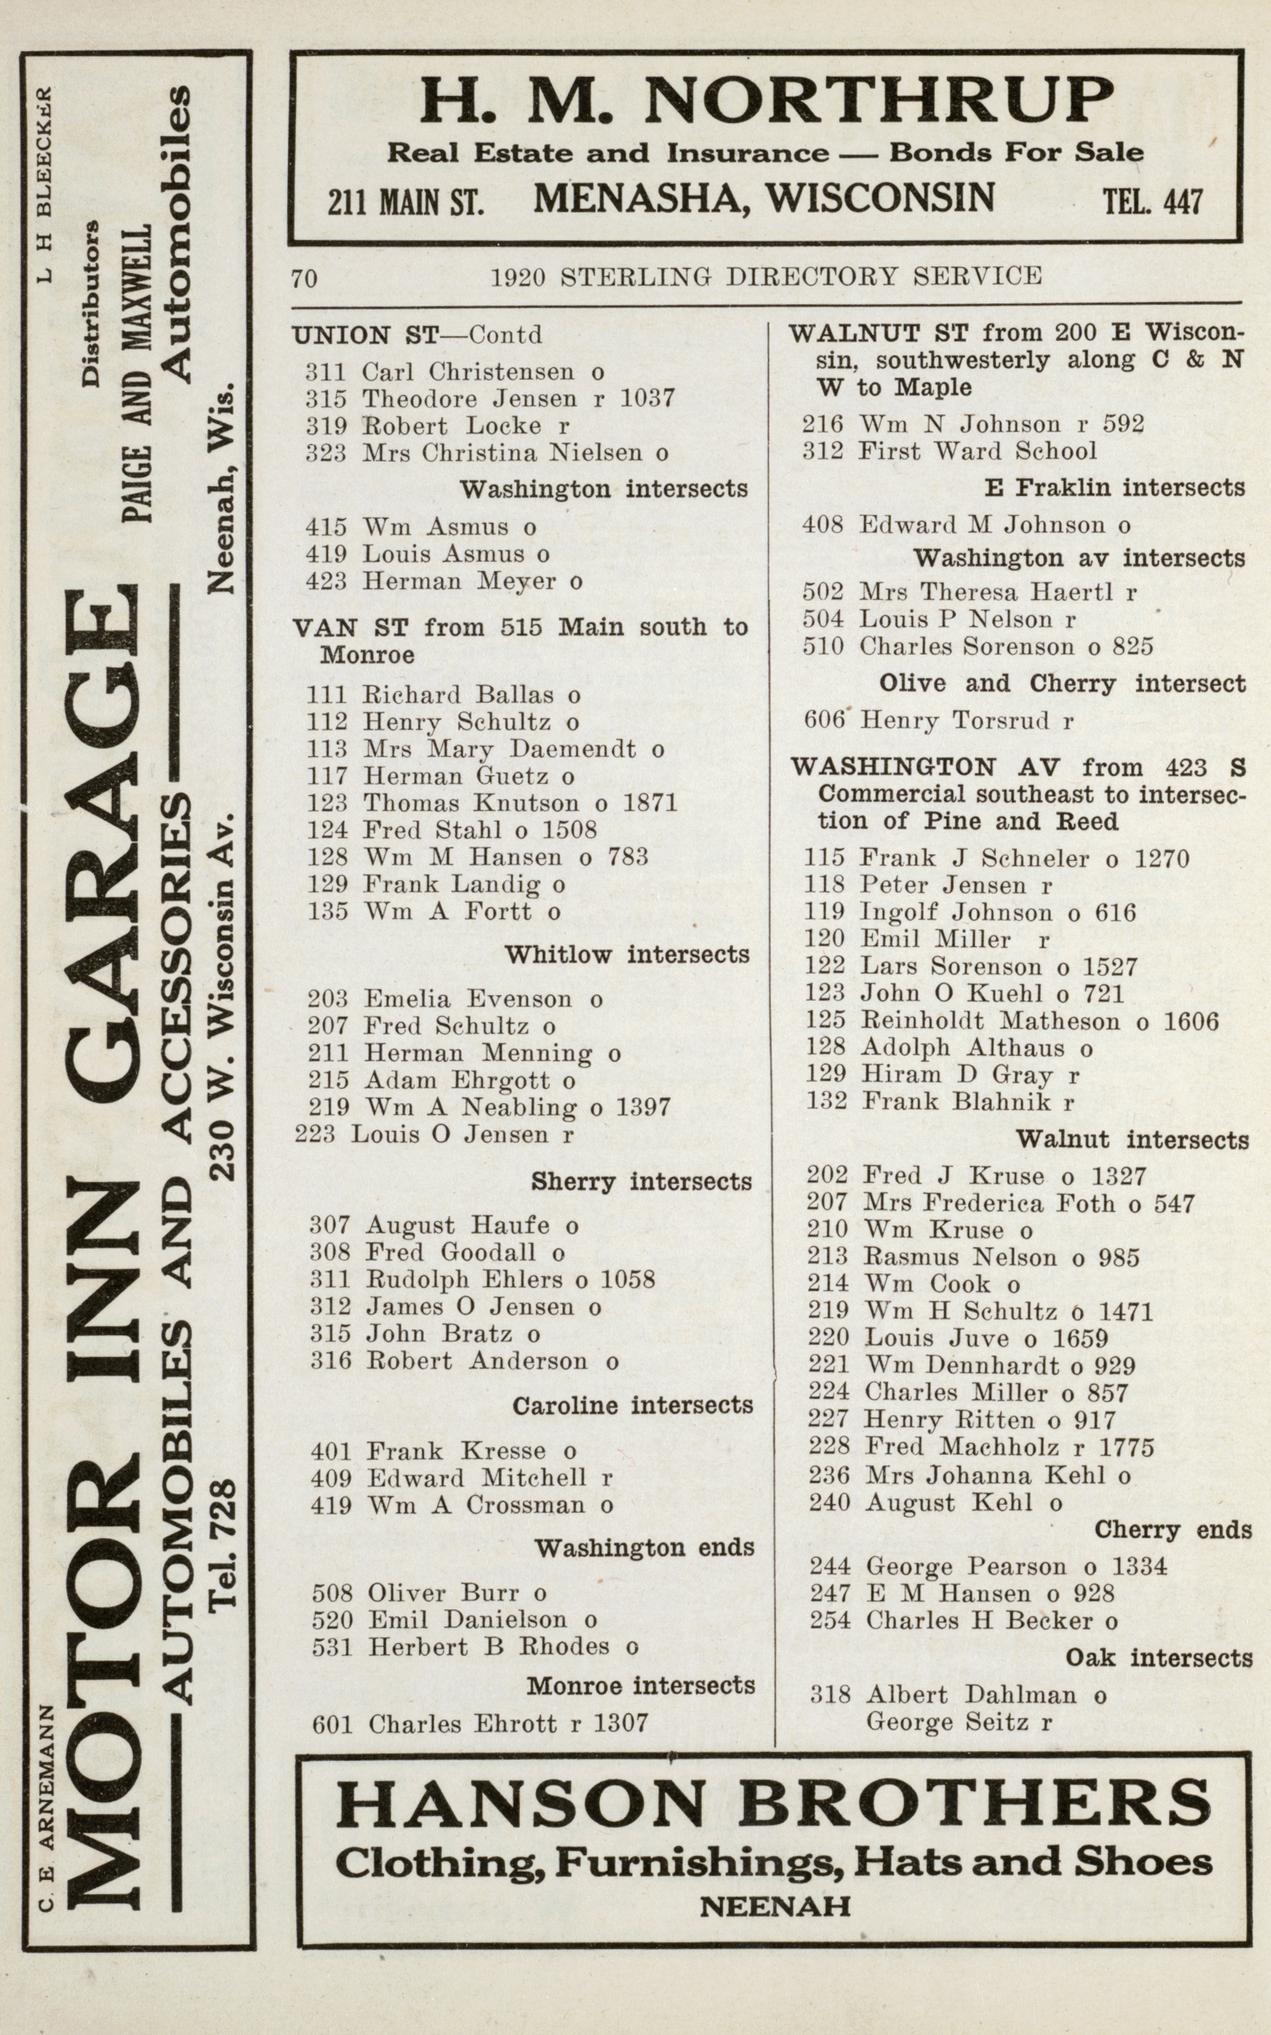 C. E. ARNEMANN
L H BLEECKER
MOTOR INN GARAGE
Distributors
PAIGE AND MAXWELL
Automobiles
AUTOMOBILES AND ACCESSORIES
Tel. 728
230 W. Wisconsin Av.
Neenah, Wis.
H. M. NORTHRUP
Real Estate and Insurance — Bonds For Sale
211 MAIN ST. MENASHA, WISCONSIN TEL. 447
70 1920 STERLING DIRECTORY SERVICE
UNION ST—Contd
311 Carl Christensen o
315 Theodore Jensen r 1037
319 Robert Locke r
323 Mrs Christina Nielsen o
Washington intersects
415 Wm Asmus o
419 Louis Asmus o
423 Herman Meyer o
VAN ST from 515 Main south to
Monroe
111 Richard Ballas o
112 Henry Schultz o
113 Mrs Mary Daemendt o
117 Herman Guetz o
123 Thomas Knutson o 1871
124 Fred Stahl o 1508
128 Wm M Hansen o 783
129 Frank Landig o
135 Wm A Fortt o
Whitlow intersects
203 Emelia Evenson o
207 Fred Schultz o
211 Herman Menning o
215 Adam Ehrgott o
219 Wm A Neabling o 1397
223 Louis O Jensen r
Sherry intersects
307 August Haufe o
308 Fred Goodall o
311 Rudolph Ehlers o 1058
312 James O Jensen o
315 John Bratz o
316 Robert Anderson o
Caroline intersects
401 Frank Kresse o
409 Edward Mitchell r
419 Wm A Crossman o
Washington ends
508 Oliver Burr o
520 Emil Danielson o
531 Herbert B Rhodes o
Monroe intersects
601 Charles Ehrott r 1307
WALNUT ST from 200 E Wiscon-
sin, southwesterly along C & N
W to Maple
216 Wm N Johnson r 592
312 First Ward School
E Fraklin intersects
408 Edward M Johnson o
Washington av intersects
502 Mrs Theresa Haertl r
504 Louis P Nelson r
510 Charles Sorenson o 825
Olive and Cherry intersect
606 Henry Torsrud r
WASHINGTON AV from 423 S
Commercial southeast to intersec-
tion of Pine and Reed
115 Frank J Schneler o 1270
118 Peter Jensen r
119 Ingolf Johnson o 616
120 Emil Miller r
122 Lars Sorenson o 1527
123 John O Kuehl o 721
125 Reinholdt Matheson o 1606
128 Adolph Althaus o
129 Hiram D Gray r
132 Frank Blahnik r
Walnut intersects
202 Fred J Kruse o 1327
207 Mrs Frederica Foth o 547
210 Wm Kruse o
213 Rasmus Nelson o 985
214 Wm Cook o
219 Wm H Schultz o 1471
220 Louis Juve o 1659
221 Wm Dennhardt o 929
224 Charles Miller o 857
227 Henry Ritten o 917
228 Fred Machholz r 1775
236 Mrs Johanna Kehl o
240 August Kehl o
Cherry ends
244 George Pearson o 1334
247 E M Hansen o 928
254 Charles H Becker o
Oak intersects
318 Albert Dahlman o
George Seitz r
HANSON BROTHERS
Clothing, Furnishings, Hats and Shoes
NEENAH